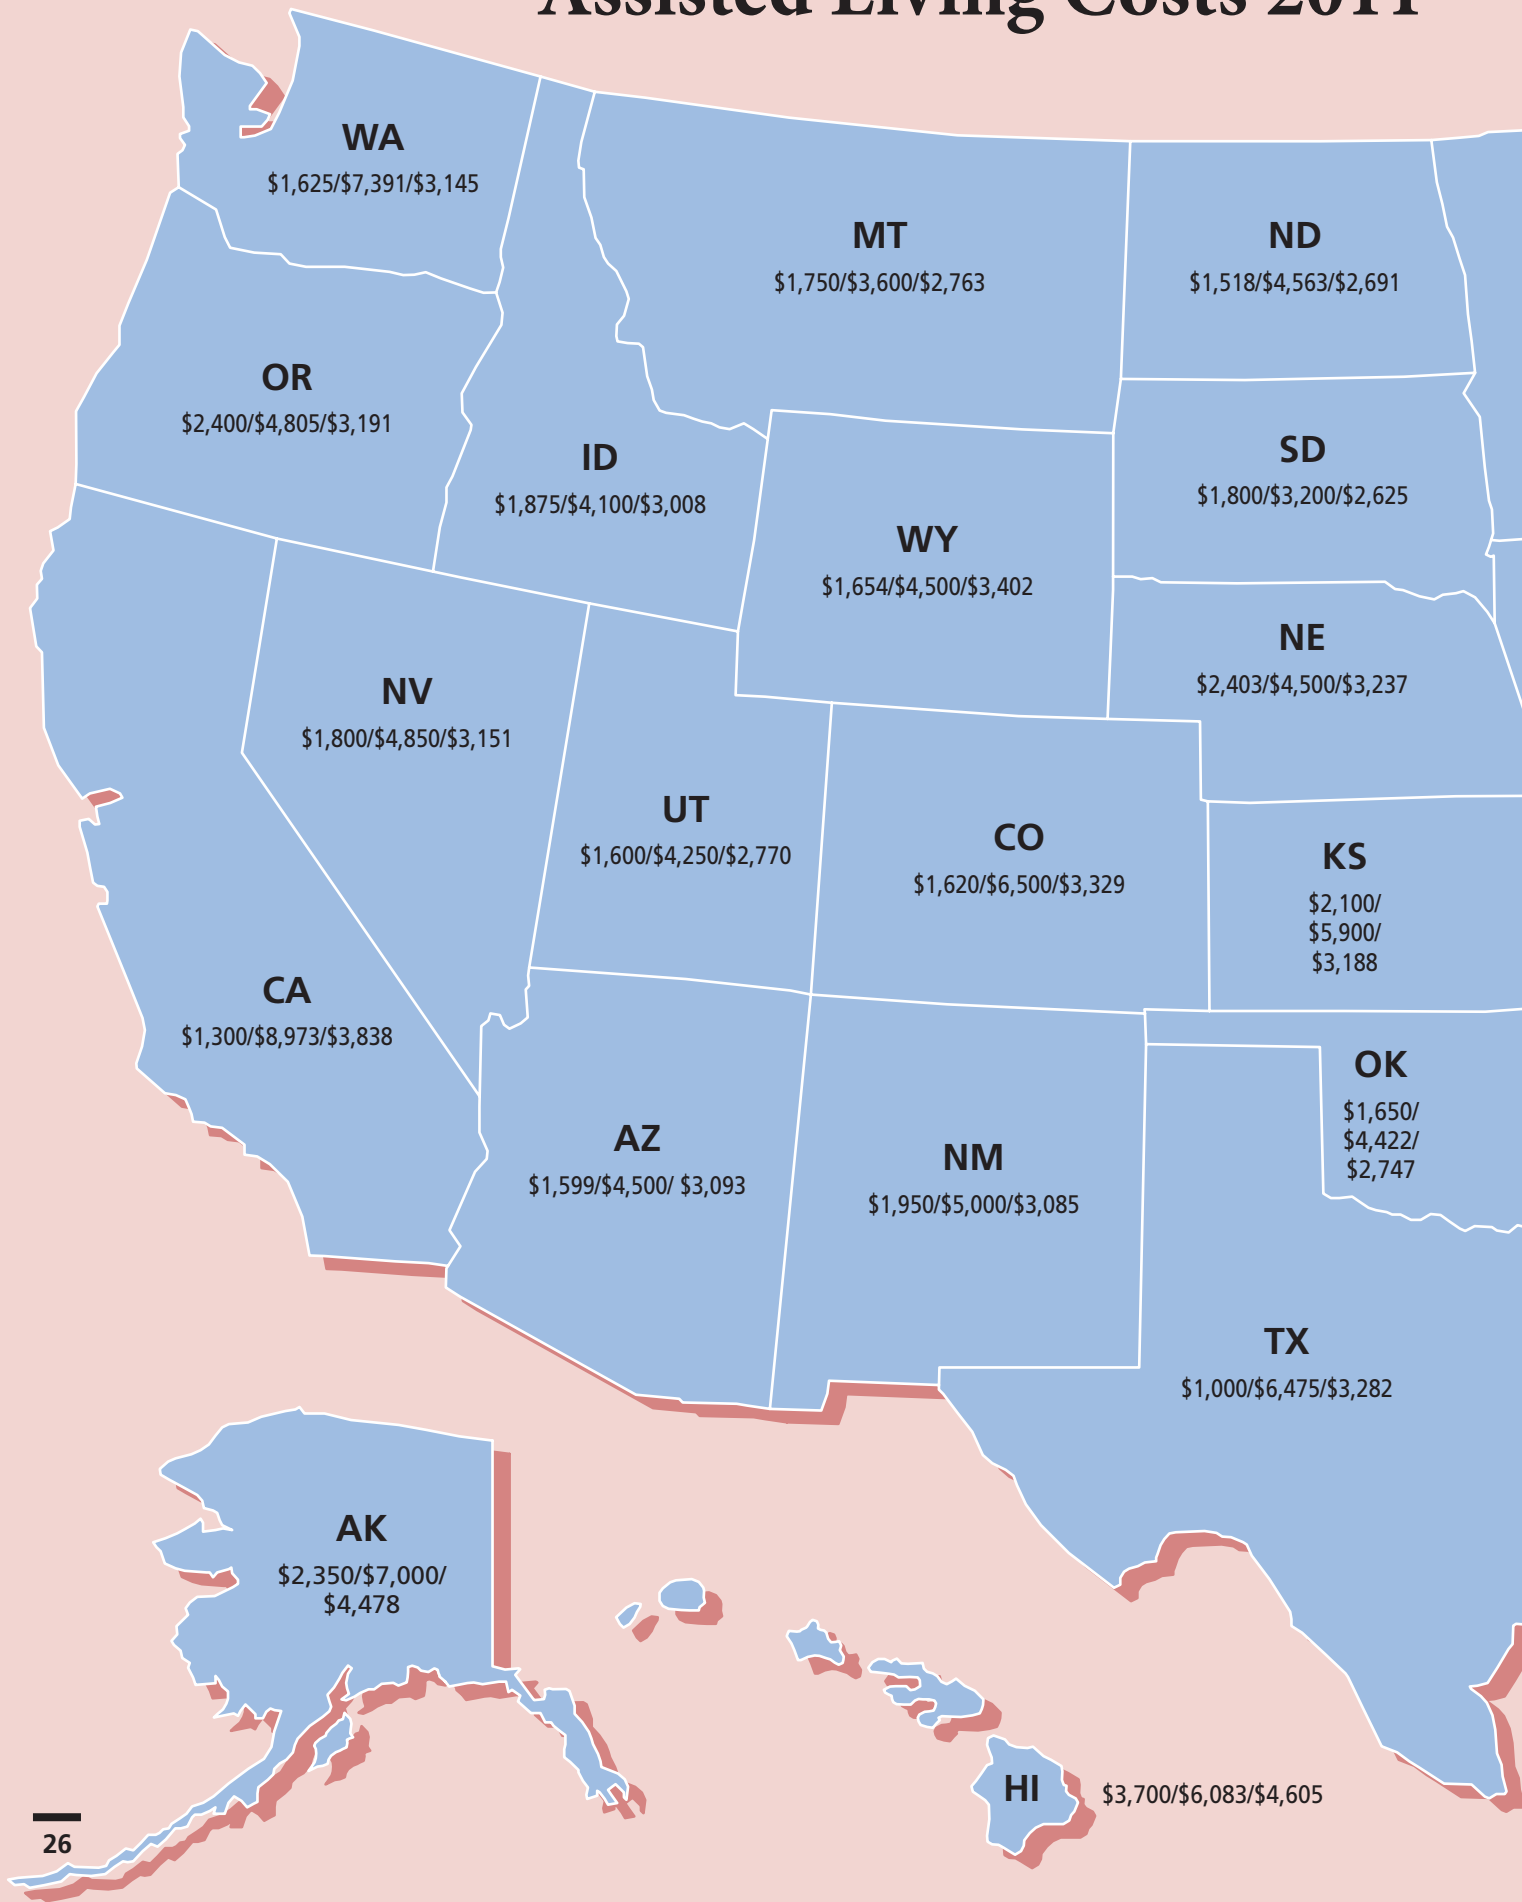 Assisted Living Costs 2011
WA
$1,625/$7,391/$3,145
MT
$1,750/$3,600/$2,763
ND
$1,518/$4,563/$2,691
OR
$2,400/$4,805/$3,191
ID
$1,875/$4,100/$3,008
SD
$1,800/$3,200/$2,625
WY
$1,654/$4,500/$3,402
NE
$2,403/$4,500/$3,237
NV
$1,800/$4,850/$3,151
UT
$1,600/$4,250/$2,770
CO
$1,620/$6,500/$3,329
KS
$2,100/
$5,900/
$3,188
CA
$1,300/$8,973/$3,838
OK
$1,650/
$4,422/
$2,747
AZ
$1,599/$4,500/ $3,093
NM
$1,950/$5,000/$3,085
TX
$1,000/$6,475/$3,282
AK
$2,350/$7,000/
$4,478
HI
$3,700/$6,083/$4,605
26